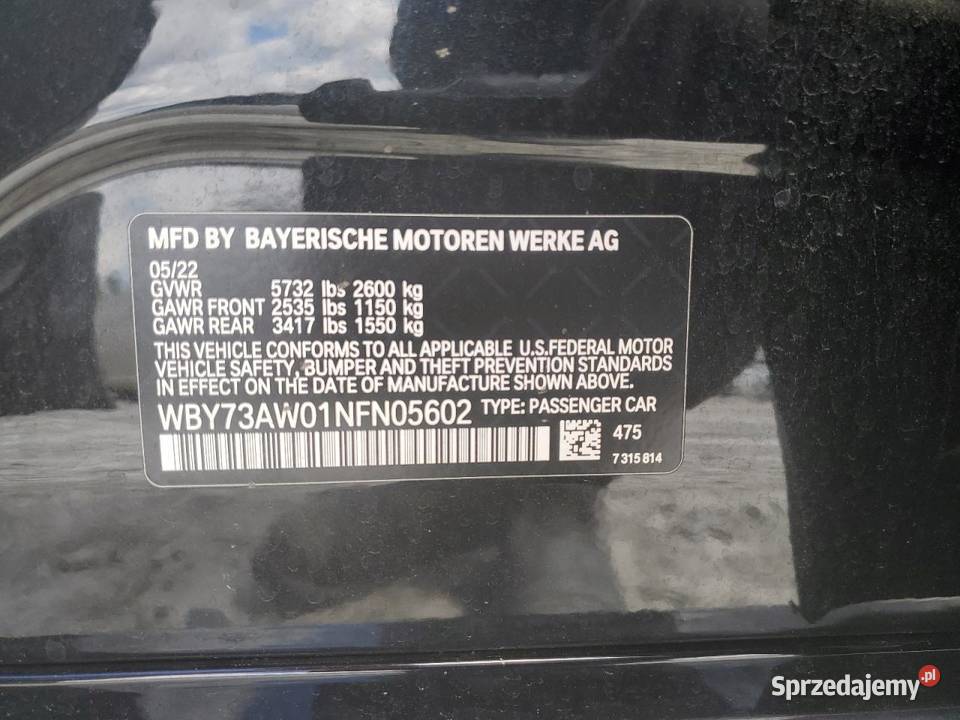 MFD BY BAYERISCHE MOTOREN WERKE AG
05/22
GVWR 5732 lbs 2600 kg
GAWR FRONT 2535 lbs 1150 kg
GAWR REAR 3417 lbs 1550 kg
THIS VEHICLE CONFORMS TO ALL APPLICABLE U.S.FEDERAL MOTOR
VEHICLE SAFETY, BUMPER AND THEFT PREVENTION STANDARDS
IN EFFECT ON THE DATE OF MANUFACTURE SHOWN ABOVE.
WBY73AW01NFN05602 TYPE: PASSENGER CAR
475
7315814
Sprzedajemy.pl